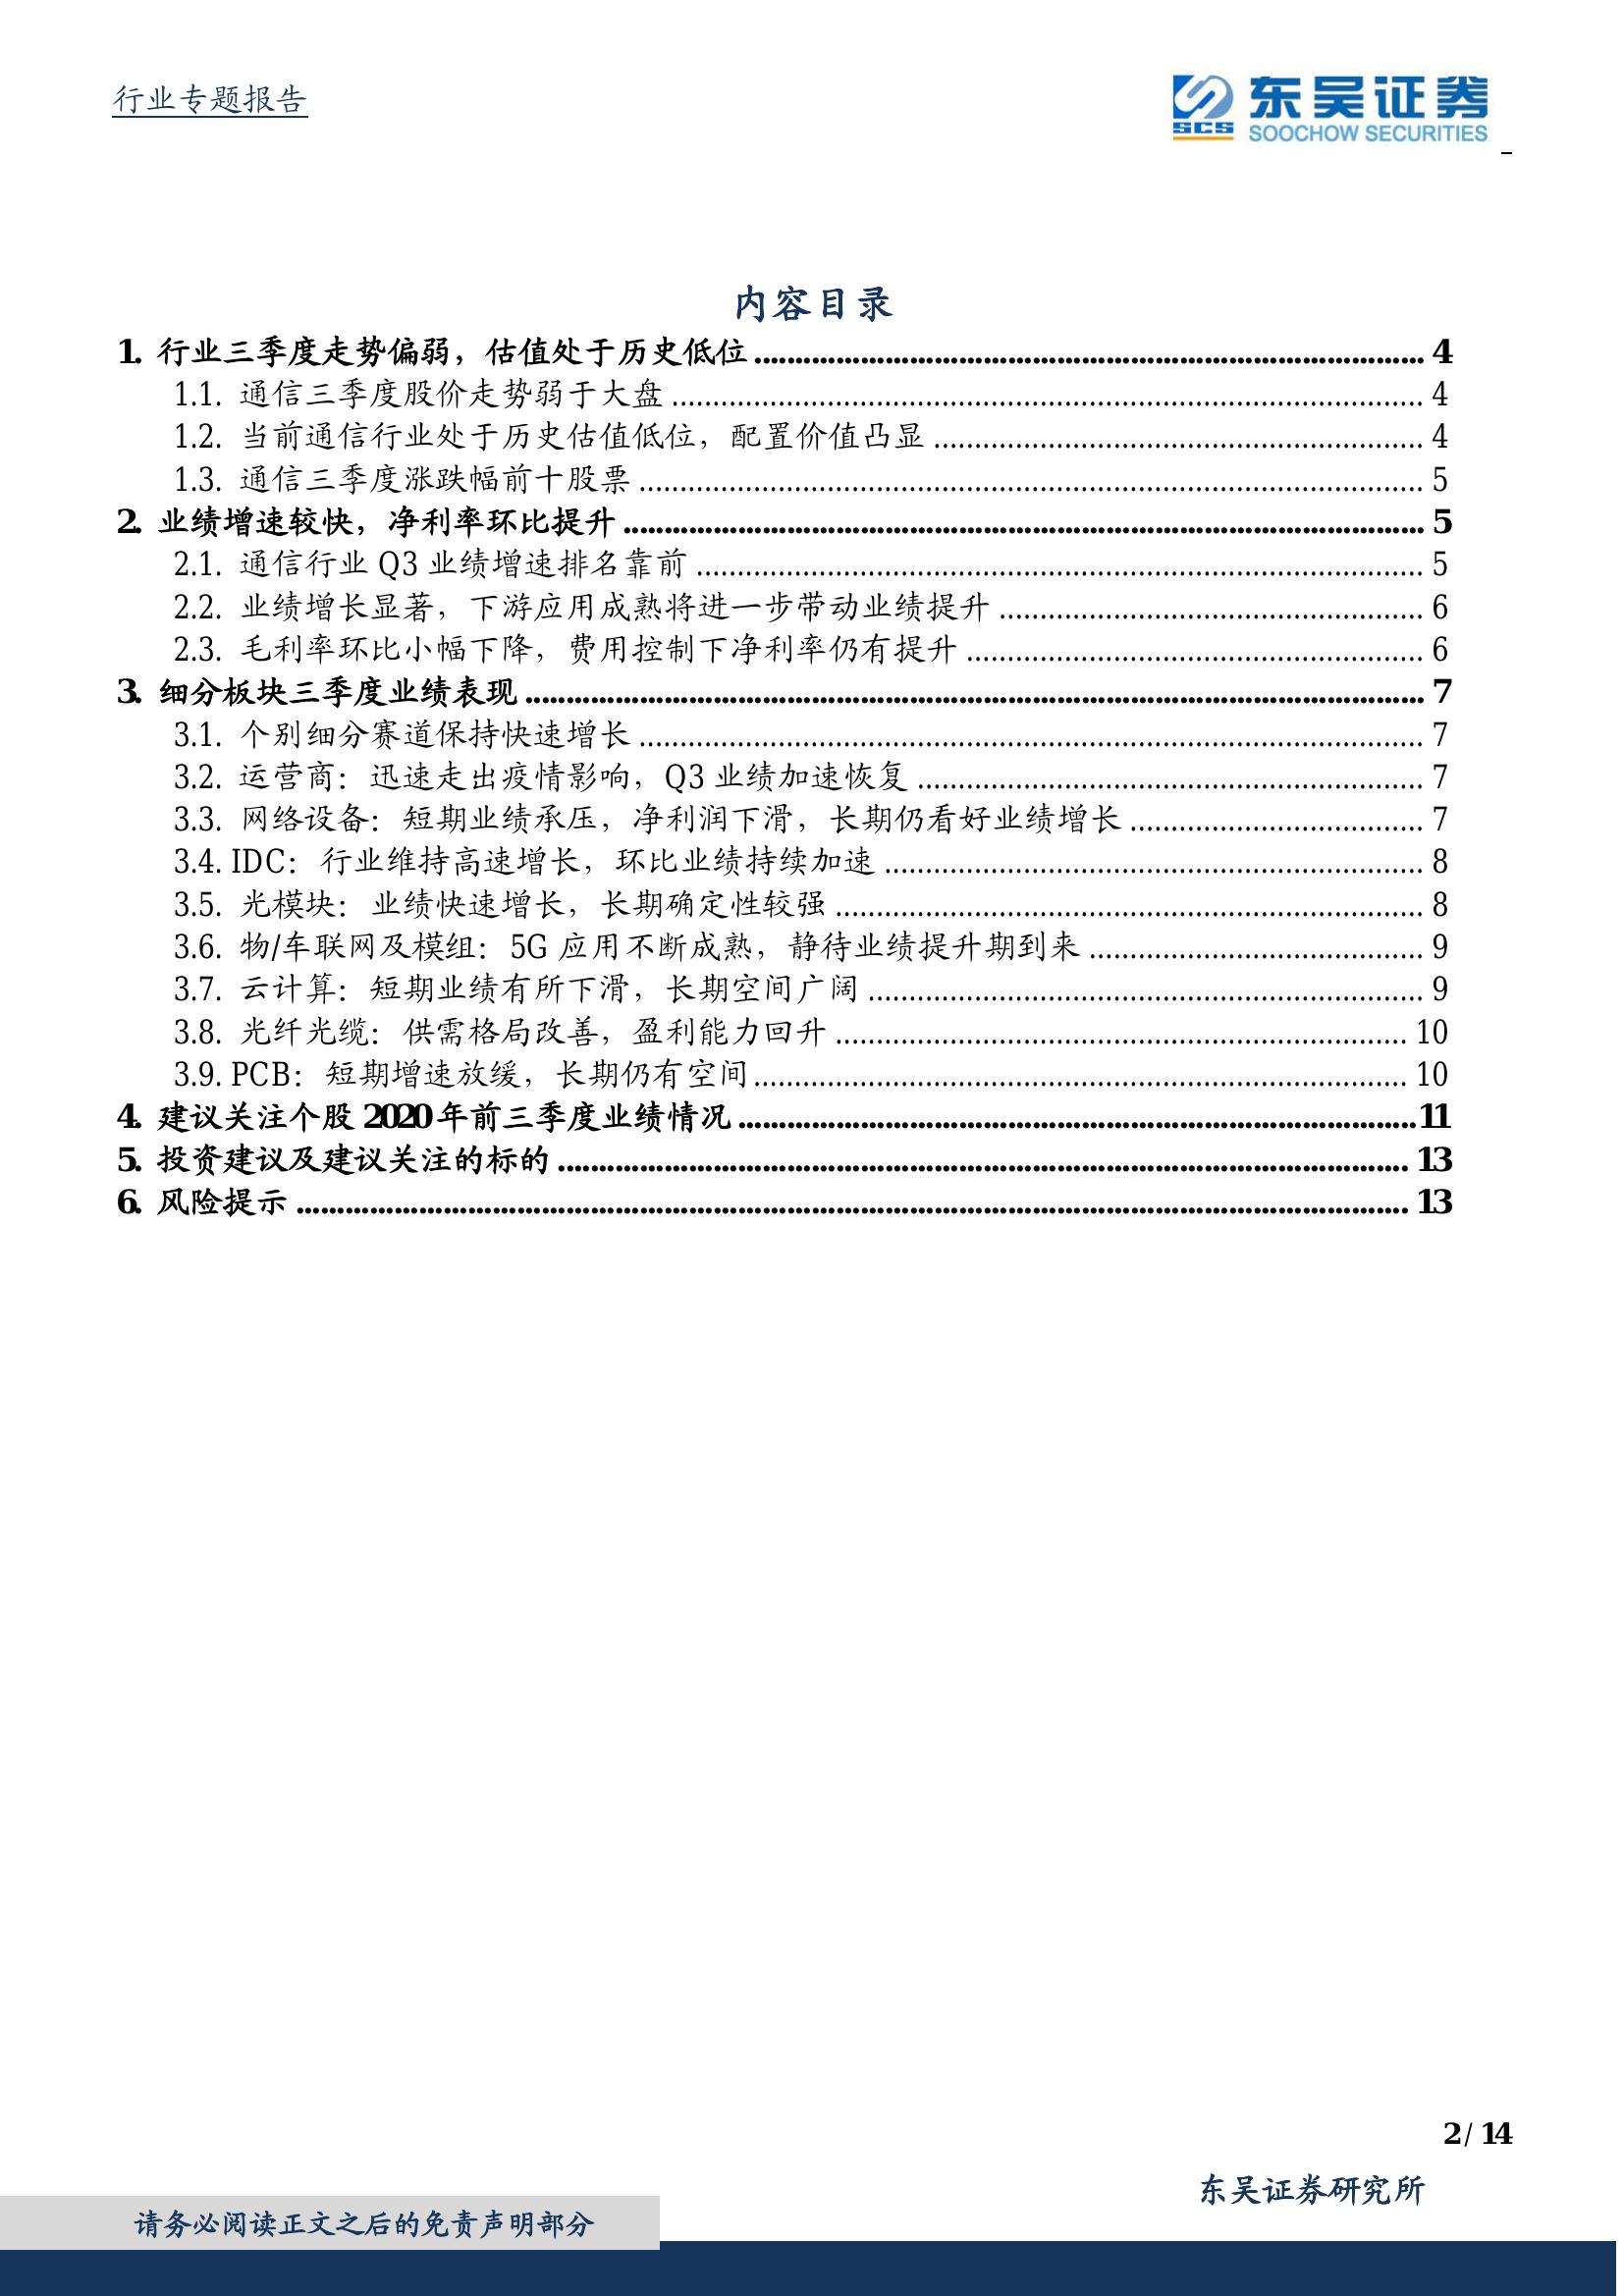 行业专题报告
东吴证券
SCS
SOOCHOW SECURITIES
内容目录
1. 行业三季度走势偏弱，估值处于历史低位 4
1.1. 通信三季度股价走势弱于大盘 4
1.2. 当前通信行业处于历史估值低位，配置价值凸显 4
1.3. 通信三季度涨跌幅前十股票 5
2. 业绩增速较快，净利率环比提升 5
2.1. 通信行业 Q3 业绩增速排名靠前 5
2.2. 业绩增长显著，下游应用成熟将进一步带动业绩提升 6
2.3. 毛利率环比小幅下降，费用控制下净利率仍有提升 6
3. 细分板块三季度业绩表现 7
3.1. 个别细分赛道保持快速增长 7
3.2. 运营商：迅速走出疫情影响，Q3 业绩加速恢复 7
3.3. 网络设备：短期业绩承压，净利润下滑，长期仍看好业绩增长 7
3.4. IDC：行业维持高速增长，环比业绩持续加速 8
3.5. 光模块：业绩快速增长，长期确定性较强 8
3.6. 物/车联网及模组：5G 应用不断成熟，静待业绩提升期到来 9
3.7. 云计算：短期业绩有所下滑，长期空间广阔 9
3.8. 光纤光缆：供需格局改善，盈利能力回升 10
3.9. PCB：短期增速放缓，长期仍有空间 10
4. 建议关注个股 2020 年前三季度业绩情况 11
5. 投资建议及建议关注的标的 13
6. 风险提示 13
2 / 14
东吴证券研究所
请务必阅读正文之后的免责声明部分